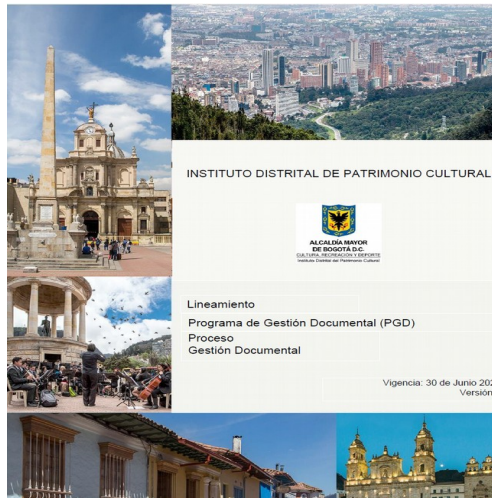 INSTITUTO DISTRITAL DE PATRIMONIO CULTURAL
ALCALDÍA MAYOR
DE BOGOTÁ D.C.
CULTURA, RECREACIÓN Y DEPORTE
Instituto Distrital del Patrimonio Cultural
Lineamiento
Programa de Gestión Documental (PGD)
Proceso
Gestión Documental
Vigencia: 30 de Junio 202
Versión